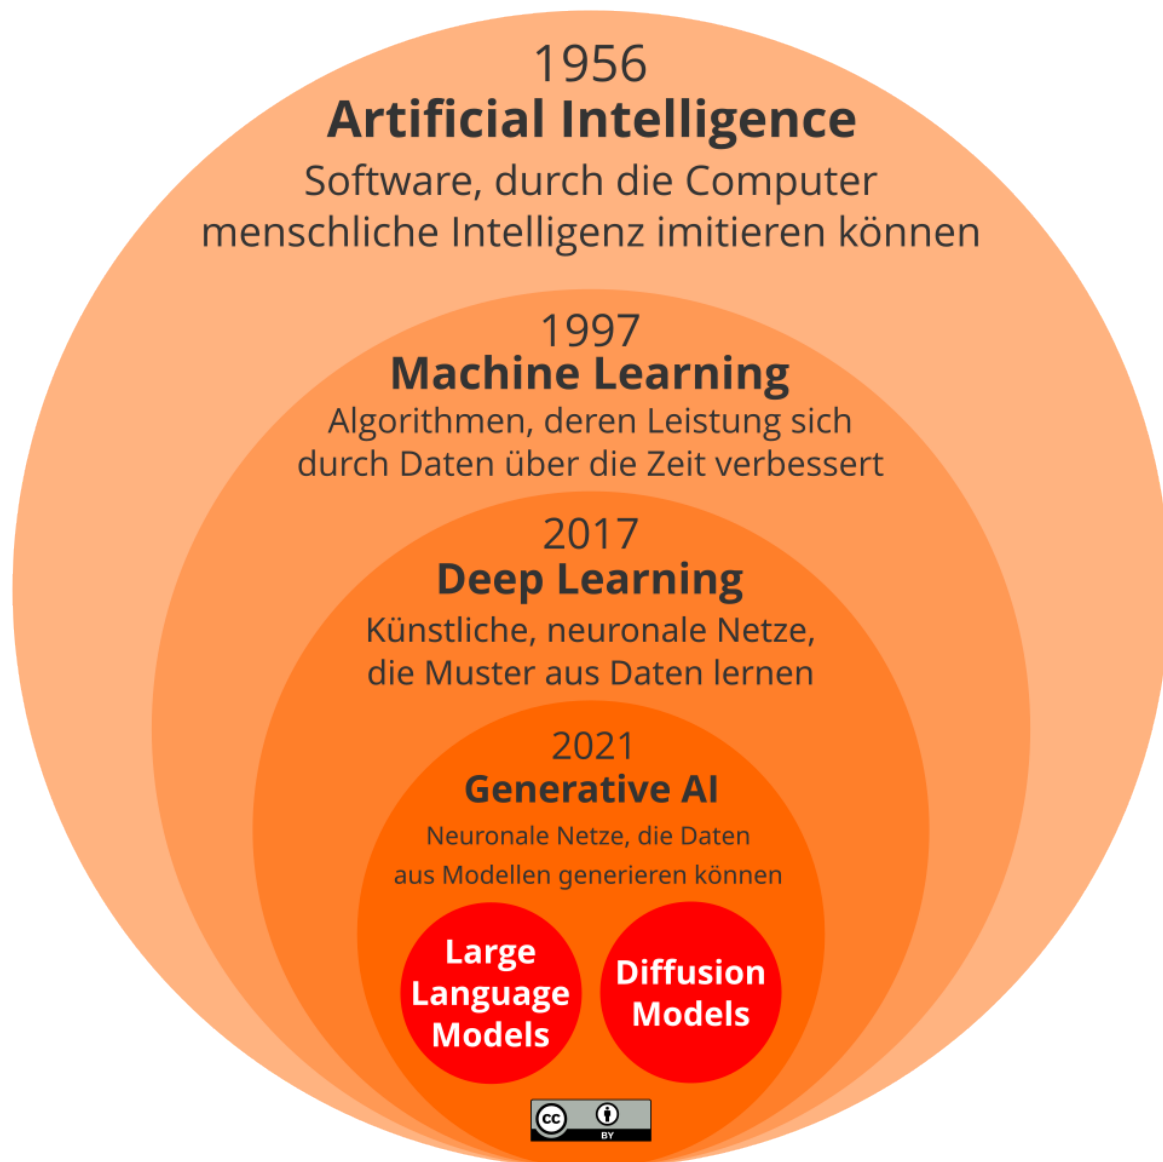 1956
Artificial Intelligence
Software, durch die Computer
menschliche Intelligenz imitieren können
1997
Machine Learning
Algorithmen, deren Leistung sich
durch Daten über die Zeit verbessert
2017
Deep Learning
Künstliche, neuronale Netze,
die Muster aus Daten lernen
2021
Generative AI
Neuronale Netze, die Daten
aus Modellen generieren können
Large
Language
Models
Diffusion
Models
cc
BY